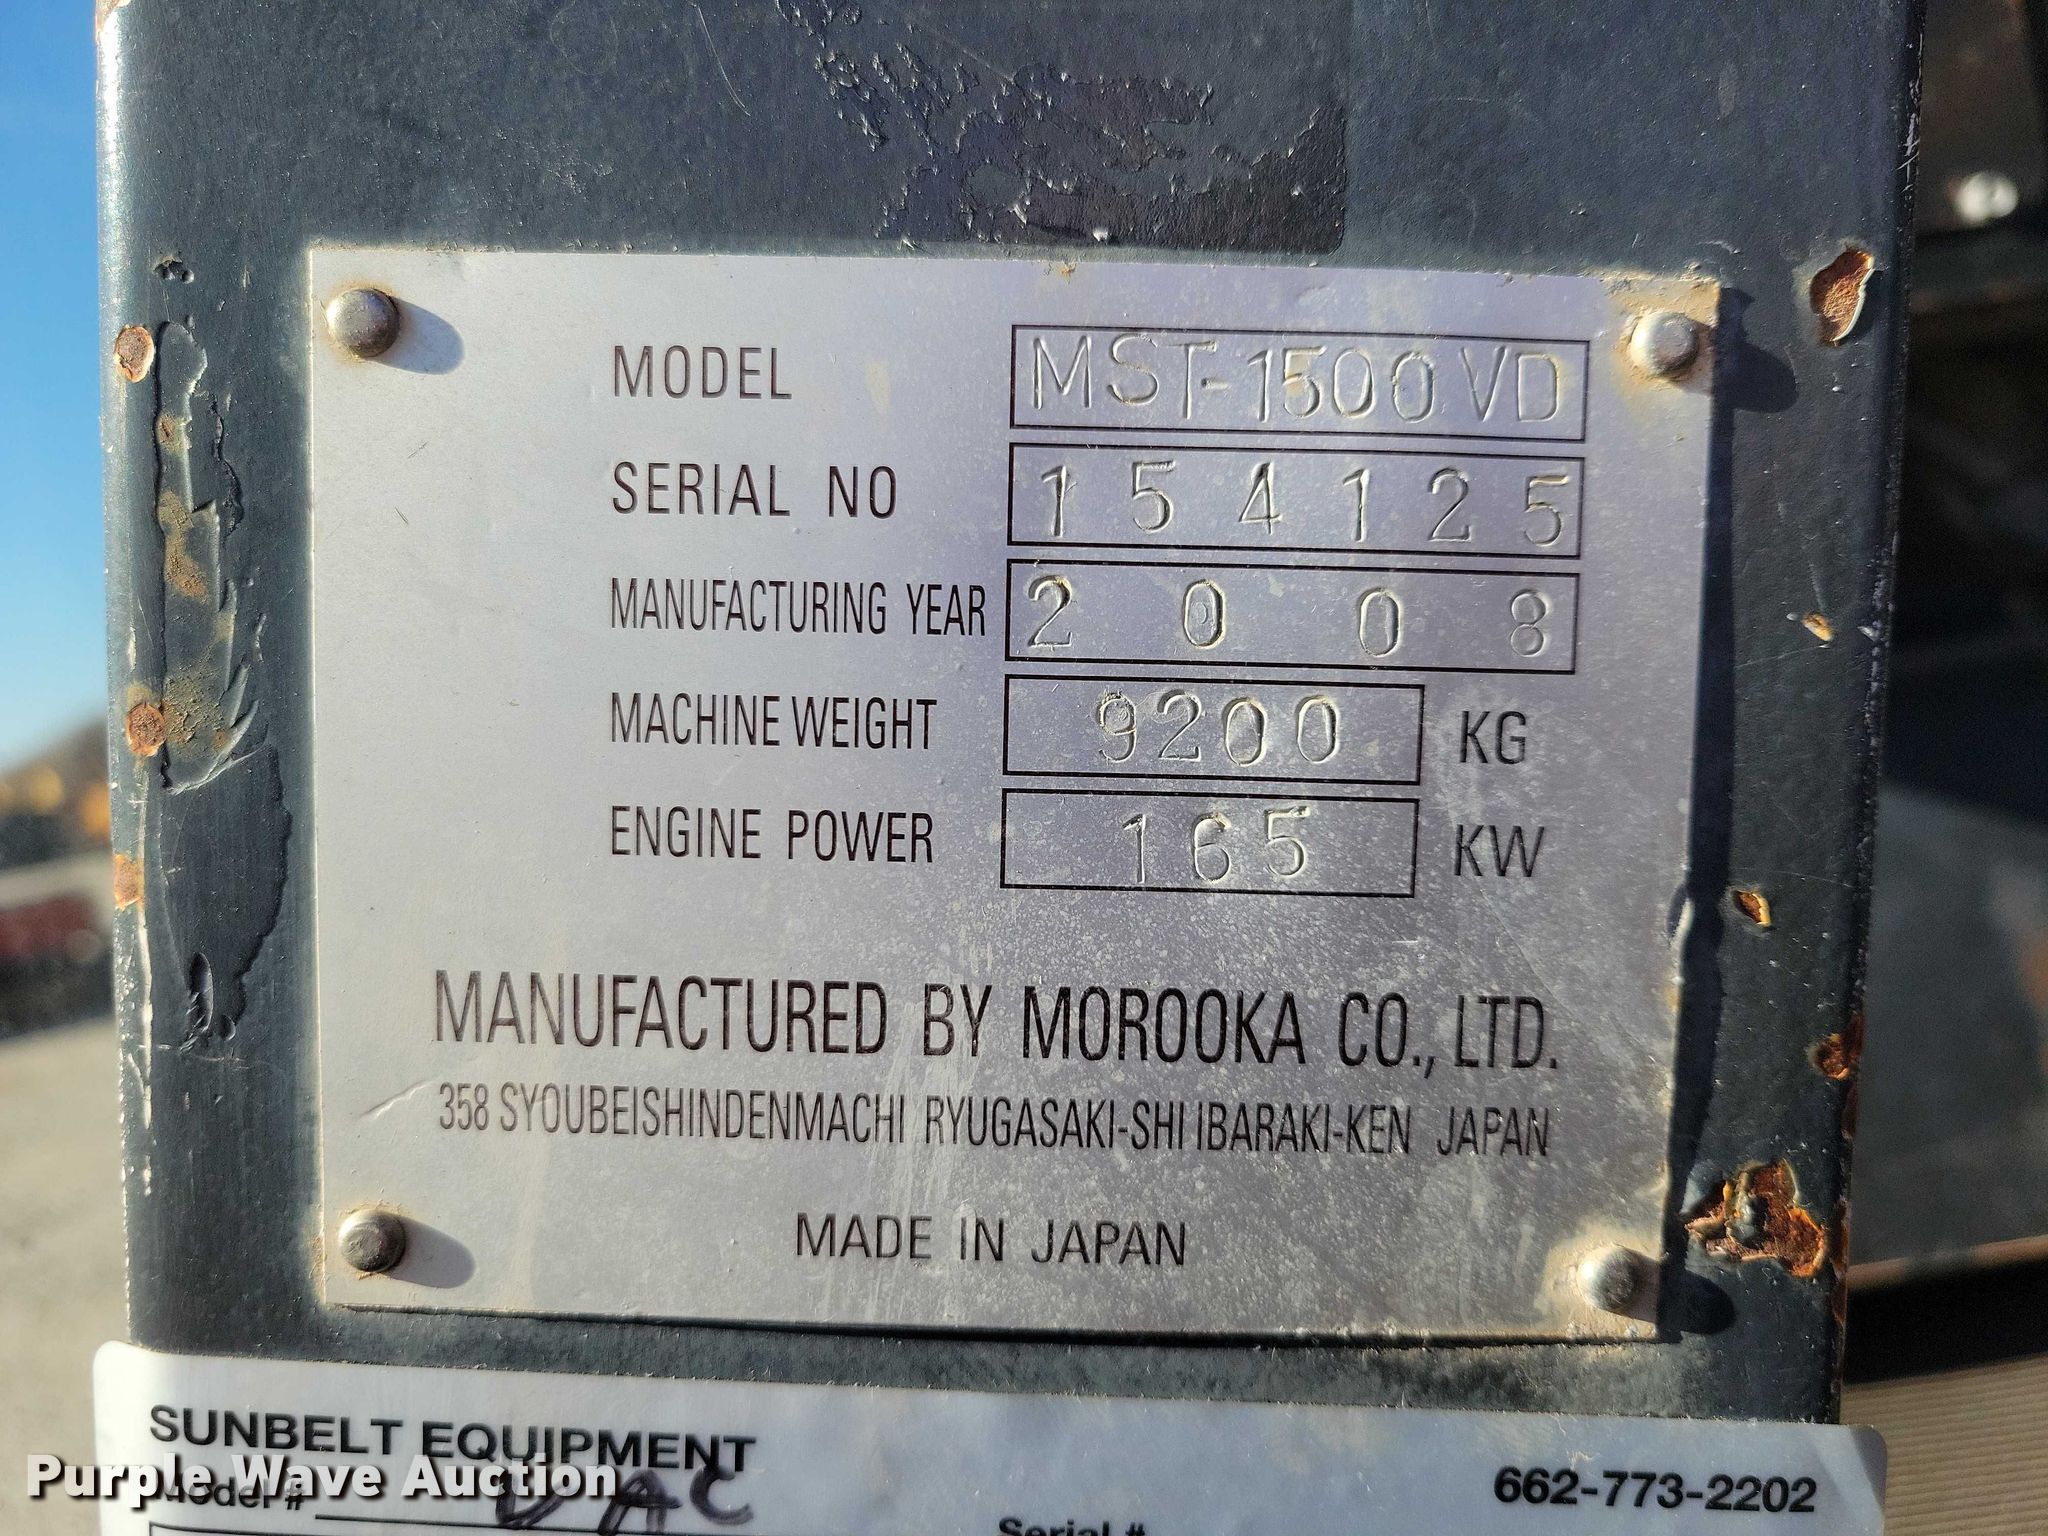 MODEL MST-1500VD
SERIAL NO 154125
MANUFACTURING YEAR 2008
MACHINE WEIGHT 9200 KG
ENGINE POWER 165 KW
MANUFACTURED BY MOROOKA CO., LTD.
358 SYOUBEISHINDENMACHI RYUGASAKI-SHI IBARAKI-KEN JAPAN
MADE IN JAPAN
SUNBELT EQUIPMENT
662-773-2202
Purple Wave Auction
Model #
Serial #